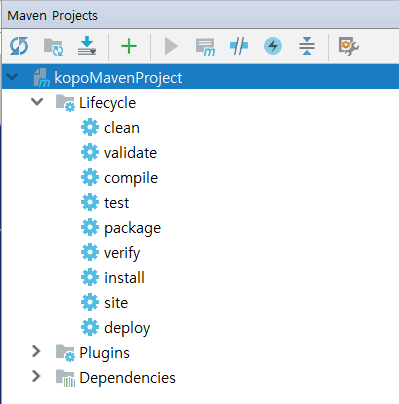 Maven Projects
kopoMavenProject
Lifecycle
clean
validate
compile
test
package
verify
install
site
deploy
Plugins
Dependencies